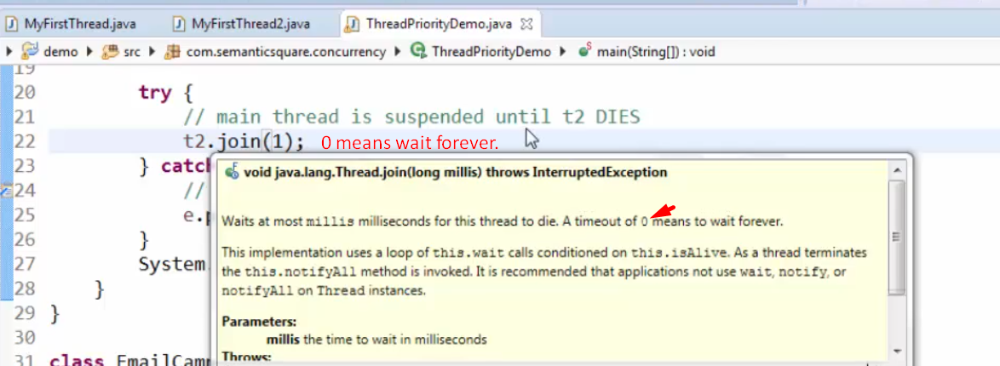 MyFirstThread.java MyFirstThread2.java ThreadPriorityDemo.java
demo src com.semanticsquare.concurrency ThreadPriorityDemo main(String[]) : void
19
20 try {
21 // main thread is suspended until t2 DIES
22 t2.join(1); 0 means wait forever.
23 } catch
void java.lang.Thread.join(long millis) throws InterruptedException
24 //
25 e.p
Waits at most millis milliseconds for this thread to die. A timeout of 0 means to wait forever.
26 }
This implementation uses a loop of this.wait calls conditioned on this.isAlive. As a thread terminates
27 System.
the this.notifyAll method is invoked. It is recommended that applications not use wait, notify, or
28 }
notifyAll on Thread instances.
29 }
Parameters:
30
millis the time to wait in milliseconds
31 class EmailCamp
Throws: